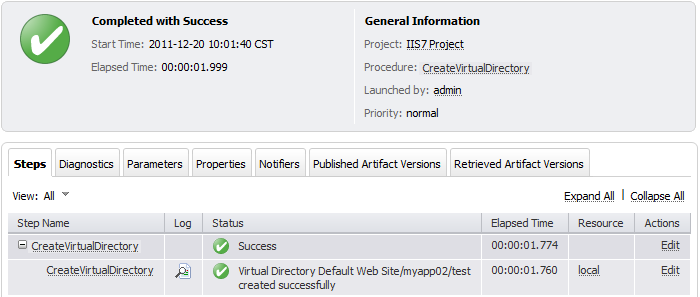 Completed with Success
Start Time: 2011-12-20 10:01:40 CST
Elapsed Time: 00:00:01.999
General Information
Project: IIS7 Project
Procedure: CreateVirtualDirectory
Launched by: admin
Priority: normal
Steps Diagnostics Parameters Properties Notifiers Published Artifact Versions Retrieved Artifact Versions
View: All Expand All | Collapse All
Step Name Log Status Elapsed Time Resource Actions
CreateVirtualDirectory Success 00:00:01.774 Edit
CreateVirtualDirectory Virtual Directory Default Web Site/myapp02/test 00:00:01.760 local Edit
created successfully